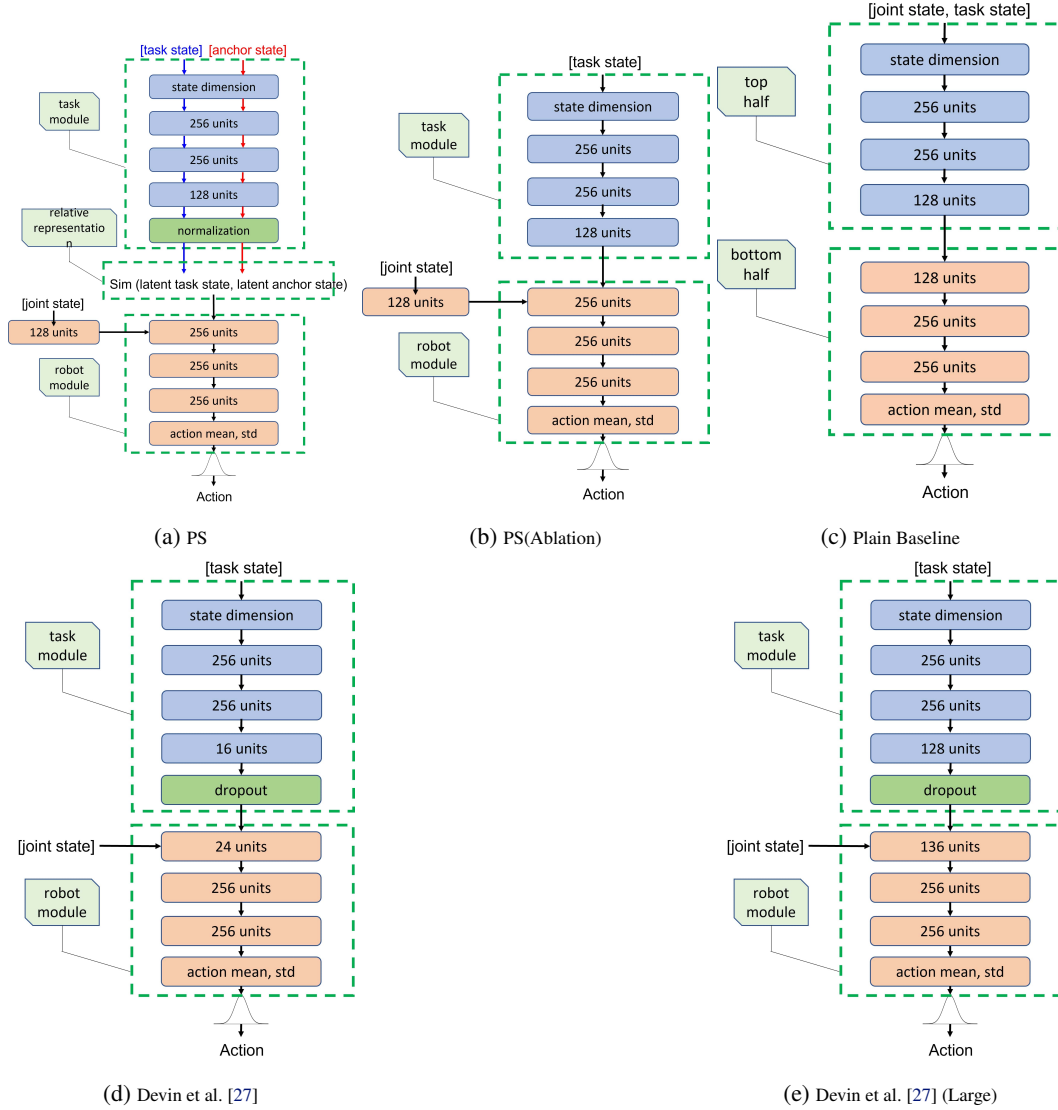 [task state] [anchor state]
task
module
state dimension
256 units
256 units
128 units
normalization
relative
representatio
n
Sim (latent task state, latent anchor state)
[joint state]
128 units
256 units
robot
module
256 units
256 units
action mean, std
Action
(a) PS
[task state]
task
module
state dimension
256 units
256 units
128 units
[joint state]
128 units
256 units
robot
module
256 units
256 units
action mean, std
Action
(b) PS(Ablation)
[joint state, task state]
top
half
state dimension
256 units
256 units
128 units
bottom
half
128 units
256 units
256 units
action mean, std
Action
(c) Plain Baseline
[task state]
task
module
state dimension
256 units
256 units
16 units
dropout
[joint state]
24 units
robot
module
256 units
256 units
action mean, std
Action
(d) Devin et al. [27]
[task state]
task
module
state dimension
256 units
256 units
128 units
dropout
[joint state]
136 units
robot
module
256 units
256 units
action mean, std
Action
(e) Devin et al. [27] (Large)